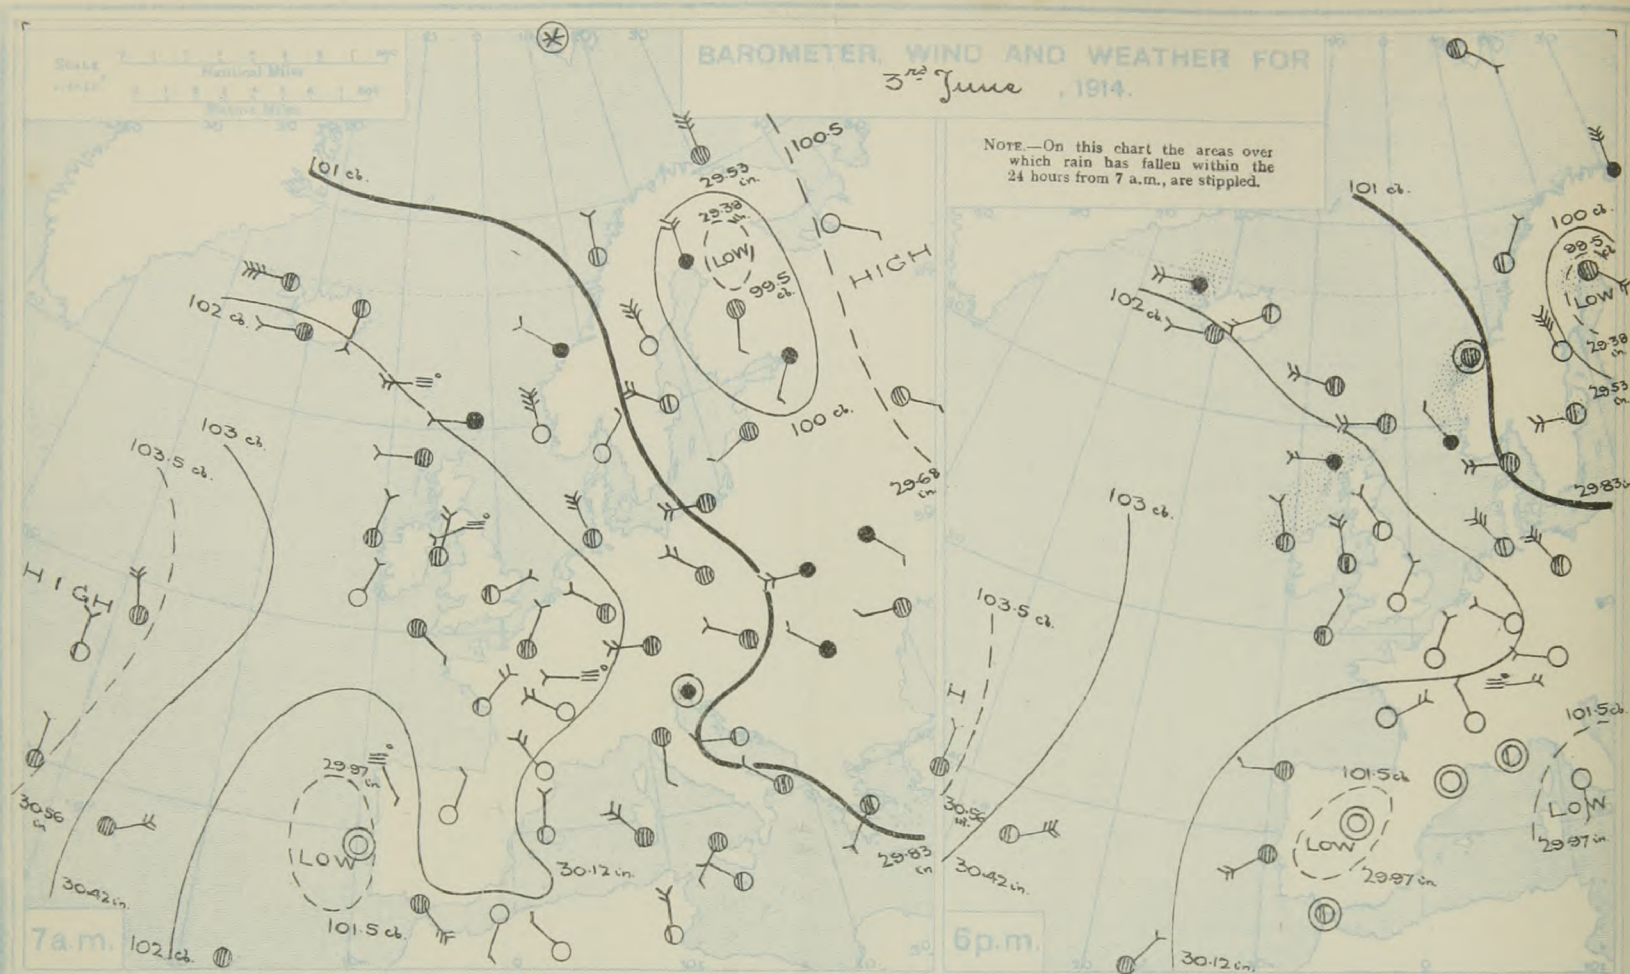 SCALE
Nautical Miles
BAROMETER, WIND AND WEATHER FOR
3rd June , 1914.
NOTE.—On this chart the areas over
which rain has fallen within the
24 hours from 7 a.m., are stippled.
101 cb.
29.53
in
29.38
in.
LOW
99.5
cb.
100.5
HIGH
102 cb.
100 cb.
103 cb.
103.5 cb.
29.68
in
HIGH
30.56
in
29.97
in
LOW
30.42 in.
101.5 cb.
102 cb.
30.12 in.
29.83
in
7a.m.
101 cb.
100 cb.
99.5
cb
LOW
29.38
in
29.53
in.
102 cb.
29.83 in
103 cb.
103.5 cb.
I
30.56
in.
30.42 in.
101.5 cb.
101.5 cb
LOW
29.97 in
LOW
29.97 in.
30.12 in.
6p.m.